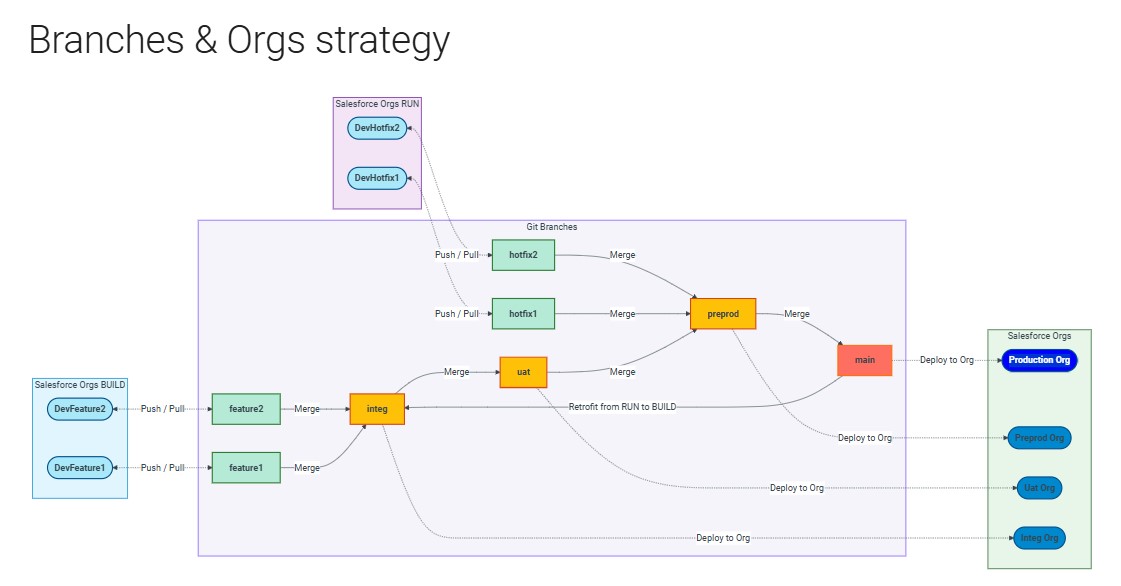 Branches & Orgs strategy
Salesforce Orgs RUN
DevHotfix2
DevHotfix1
Git Branches
Push / Pull
hotfix2
Merge
Push / Pull
hotfix1
Merge
preprod
Merge
Salesforce Orgs
main
Deploy to Org
Production Org
Merge
uat
Merge
Salesforce Orgs BUILD
DevFeature2
Push / Pull
feature2
Merge
integ
Retrofit from RUN to BUILD
Deploy to Org
Preprod Org
DevFeature1
Push / Pull
feature1
Merge
Deploy to Org
Uat Org
Deploy to Org
Integ Org